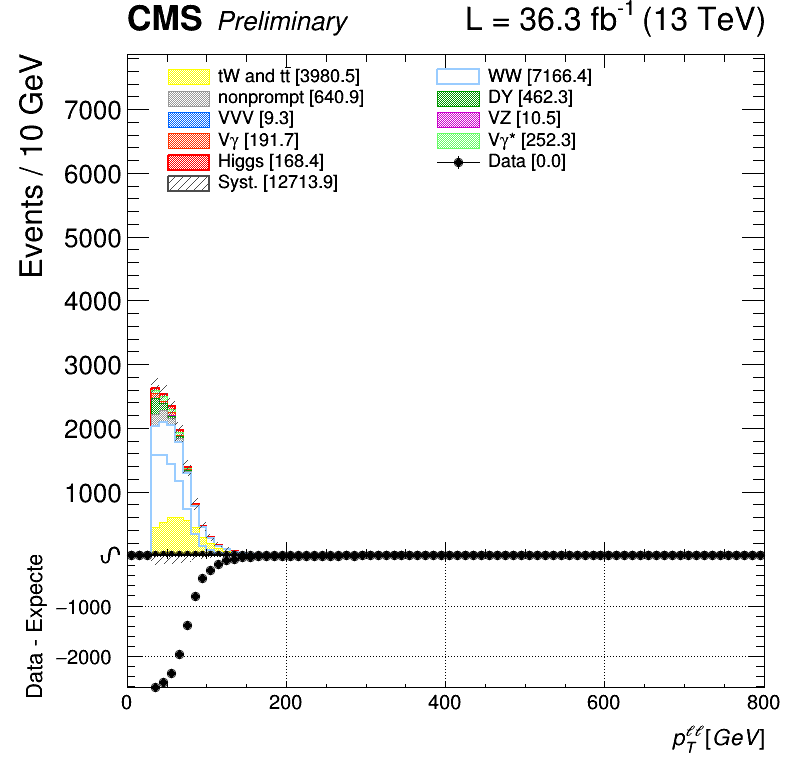 CMS Preliminary L = 36.3 fb⁻¹ (13 TeV)
Events / 10 GeV
tW and tt̄ [3980.5]
nonprompt [640.9]
VVV [9.3]
Vγ [191.7]
Higgs [168.4]
Syst. [12713.9]
WW [7166.4]
DY [462.3]
VZ [10.5]
Vγ* [252.3]
Data [0.0]
7000
6000
5000
4000
3000
2000
1000
Data - Expecte
−1000
−2000
0 200 400 600 800
p_T^ℓℓ [GeV]